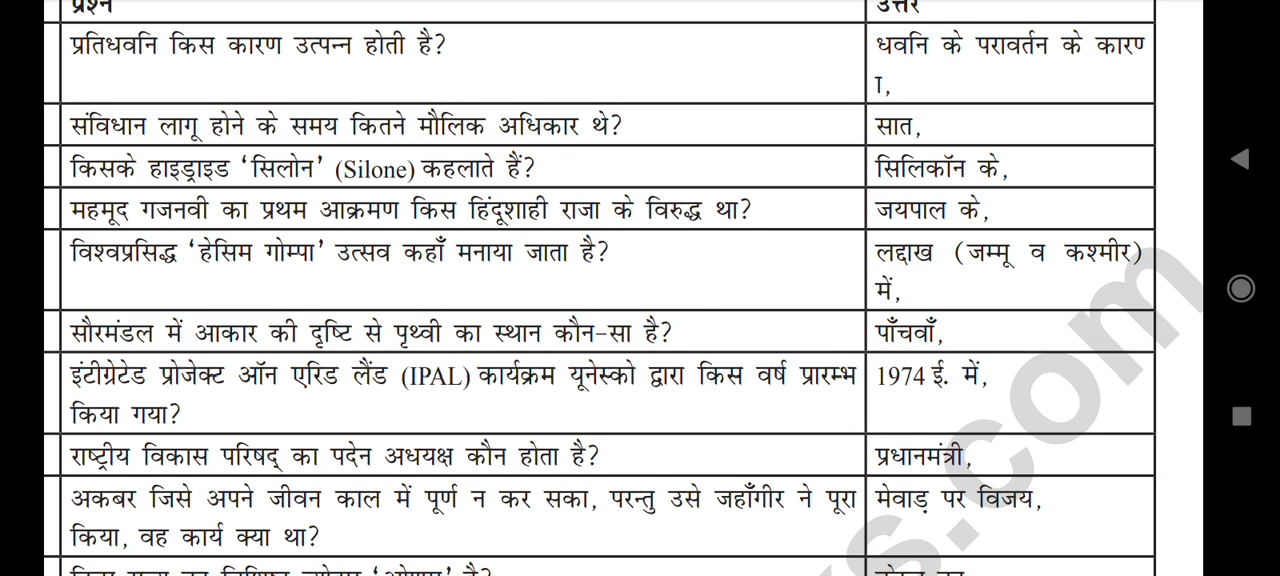 प्रश्न उत्तर
प्रतिधवनि किस कारण उत्पन्न होती है? धवनि के परावर्तन के कारण
ा,
संविधान लागू होने के समय कितने मौलिक अधिकार थे? सात,
किसके हाइड्राइड ‘सिलोन’ (Silone) कहलाते हैं? सिलिकॉन के,
महमूद गजनवी का प्रथम आक्रमण किस हिंदूशाही राजा के विरुद्ध था? जयपाल के,
विश्वप्रसिद्ध ‘हेसिम गोम्पा’ उत्सव कहाँ मनाया जाता है? लद्दाख (जम्मू व कश्मीर)
में,
सौरमंडल में आकार की दृष्टि से पृथ्वी का स्थान कौन-सा है? पाँचवाँ,
इंटीग्रेटेड प्रोजेक्ट ऑन एरिड लैंड (IPAL) कार्यक्रम यूनेस्को द्वारा किस वर्ष प्रारम्भ 1974 ई. में,
किया गया?
राष्ट्रीय विकास परिषद् का पदेन अधयक्ष कौन होता है? प्रधानमंत्री,
अकबर जिसे अपने जीवन काल में पूर्ण न कर सका, परन्तु उसे जहाँगीर ने पूरा मेवाड़ पर विजय,
किया, वह कार्य क्या था?
s.com